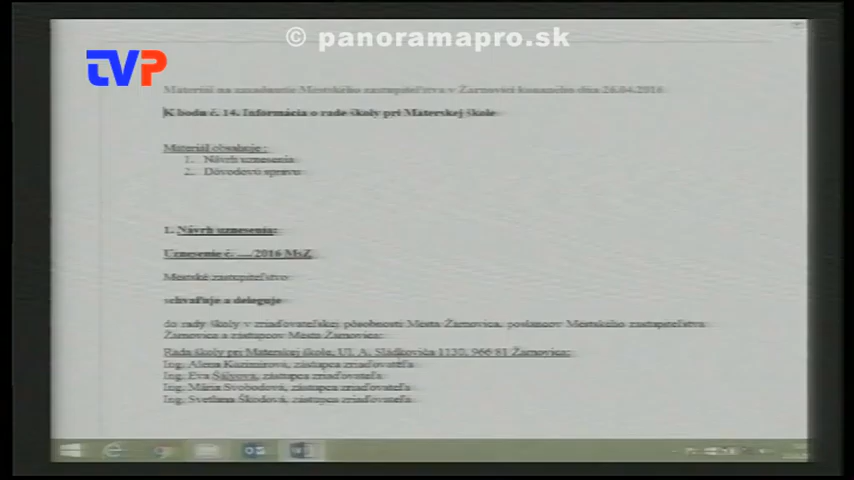 © panoramapro.sk
TVP
Materiál na zasadnutie Mestského zastupiteľstva v Žarnovici konaného dňa 26.04.2016
K bodu č. 14. Informácia o rade školy pri Materskej škole
Materiál obsahuje :
1. Návrh uznesenia
2. Dôvodovú správu
1. Návrh uznesenia:
Uznesenie č. .../2016 MsZ
Mestské zastupiteľstvo
schvaľuje a deleguje
do rady školy v zriaďovateľskej pôsobnosti Mesta Žarnovica, poslancov Mestského zastupiteľstva
Žarnovica a zástupcov Mesta Žarnovica:
Rada školy pri Materskej škole, Ul. A. Sládkoviča 1120, 966 81 Žarnovica:
Ing. Alena Kazimírová, zástupca zriaďovateľa
Ing. Eva Šályová, zástupca zriaďovateľa
Ing. Mária Svobodová, zástupca zriaďovateľa
Ing. Svetlana Škodová, zástupca zriaďovateľa